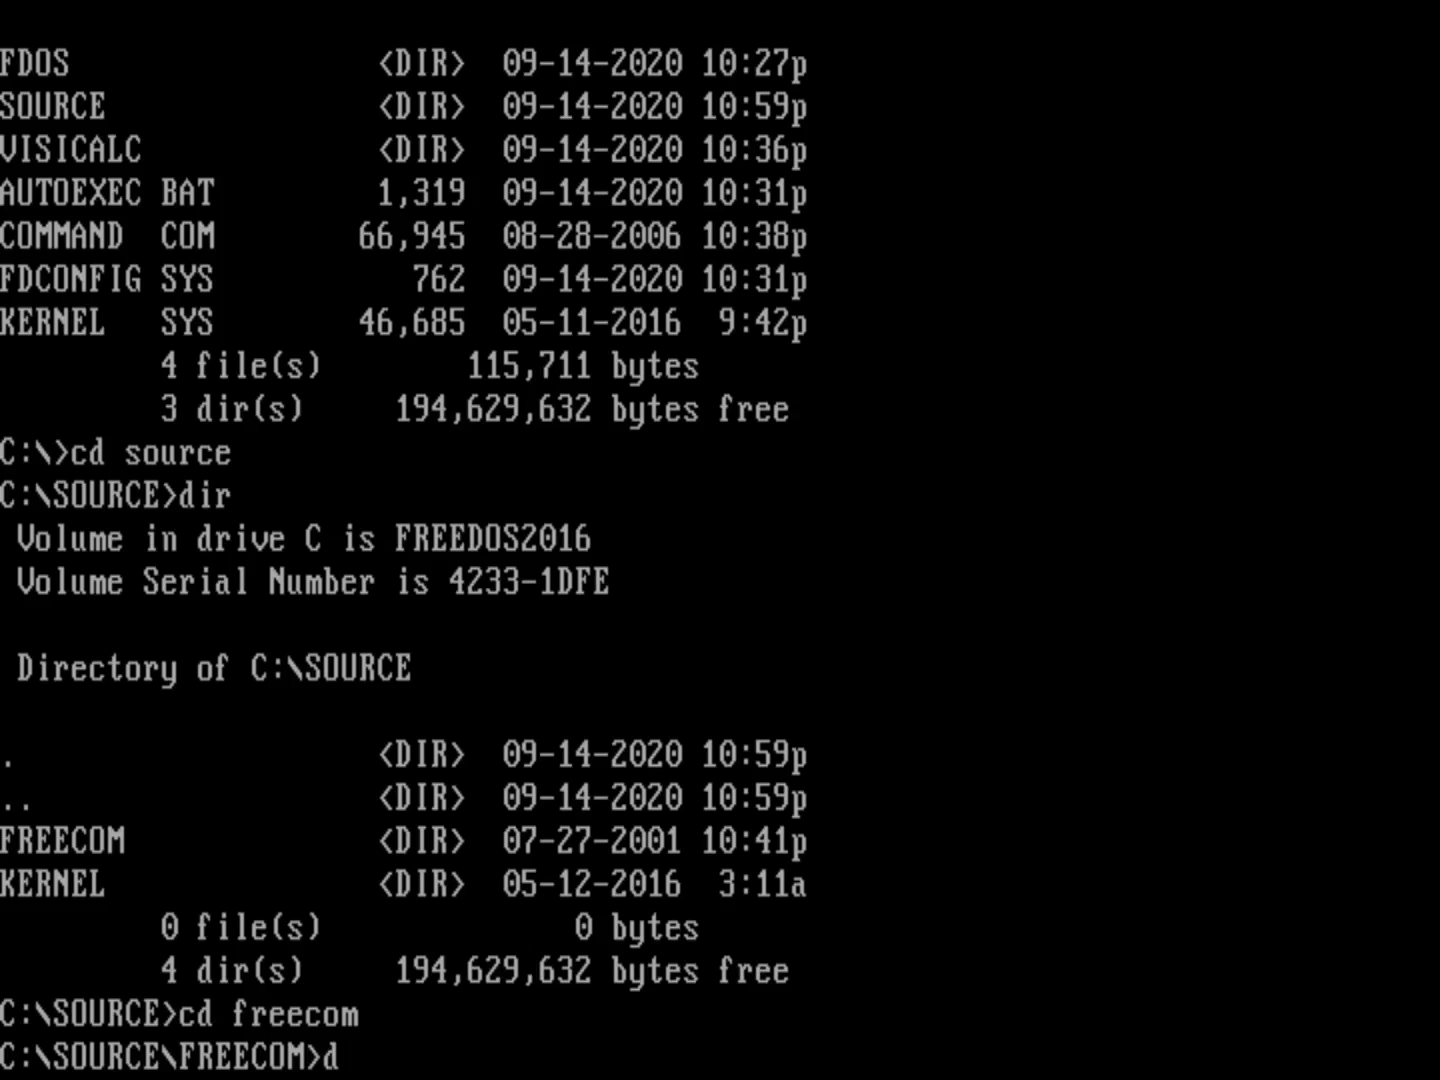 FDOS <DIR> 09-14-2020 10:27p
SOURCE <DIR> 09-14-2020 10:59p
VISICALC <DIR> 09-14-2020 10:36p
AUTOEXEC BAT 1,319 09-14-2020 10:31p
COMMAND COM 66,945 08-28-2006 10:38p
FDCONFIG SYS 762 09-14-2020 10:31p
KERNEL SYS 46,685 05-11-2016 9:42p
4 file(s) 115,711 bytes
3 dir(s) 194,629,632 bytes free
C:\>cd source
C:\SOURCE>dir
Volume in drive C is FREEDOS2016
Volume Serial Number is 4233-1DFE
Directory of C:\SOURCE
. <DIR> 09-14-2020 10:59p
.. <DIR> 09-14-2020 10:59p
FREECOM <DIR> 07-27-2001 10:41p
KERNEL <DIR> 05-12-2016 3:11a
0 file(s) 0 bytes
4 dir(s) 194,629,632 bytes free
C:\SOURCE>cd freecom
C:\SOURCE\FREECOM>d